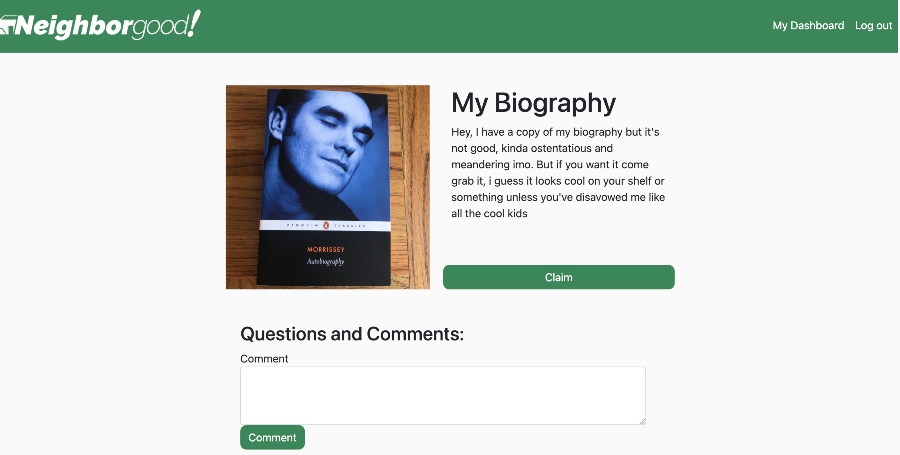 Neighborgood!
My Dashboard
Log out
PENGUIN CLASSICS
MORRISSEY
Autobiography
My Biography
Hey, I have a copy of my biography but it's
not good, kinda ostentatious and
meandering imo. But if you want it come
grab it, i guess it looks cool on your shelf or
something unless you've disavowed me like
all the cool kids
Claim
Questions and Comments:
Comment
Comment